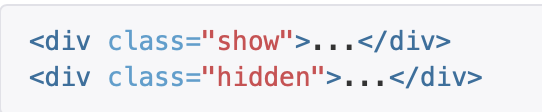 <div class="show">...</div>
<div class="hidden">...</div>